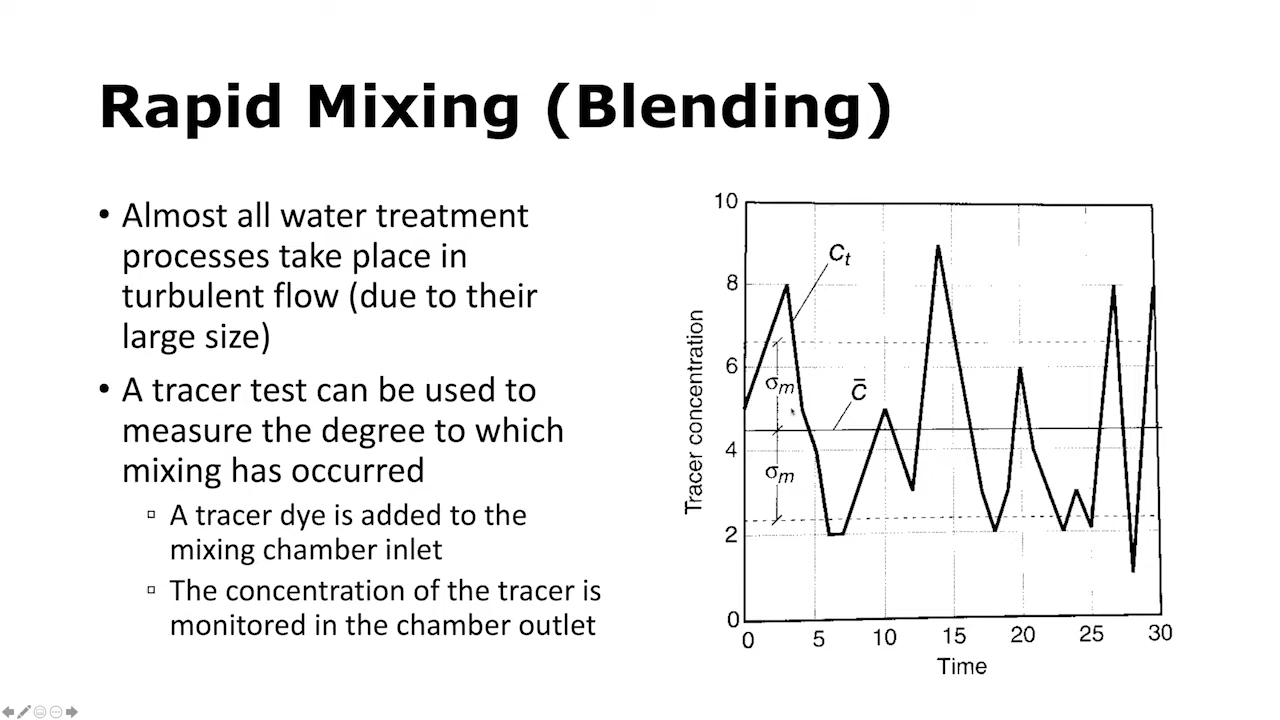 Rapid Mixing (Blending)
• Almost all water treatment
processes take place in
turbulent flow (due to their
large size)
• A tracer test can be used to
measure the degree to which
mixing has occurred
▫ A tracer dye is added to the
mixing chamber inlet
▫ The concentration of the tracer is
monitored in the chamber outlet
Tracer concentration
10
8
6
4
2
0
Cₜ
σₘ
C̄
σₘ
0 5 10 15 20 25 30
Time